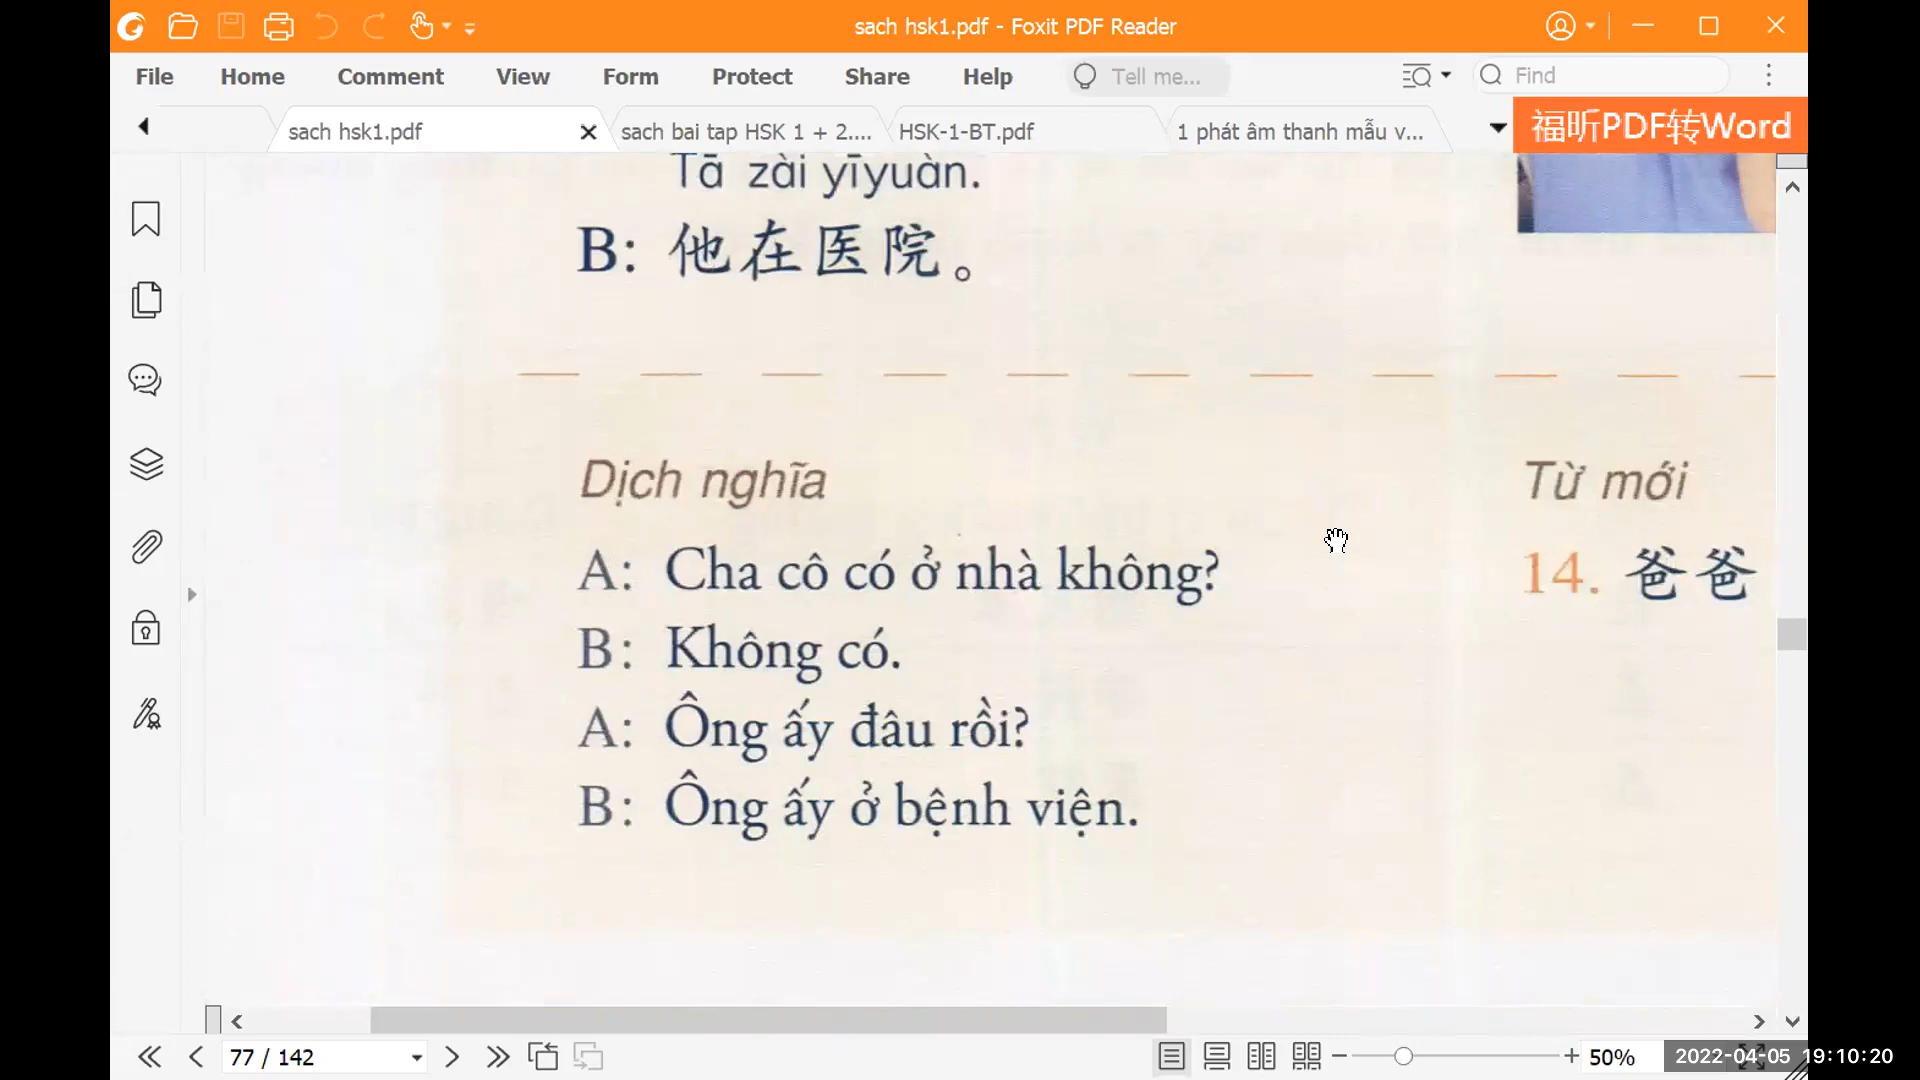 sach hsk1.pdf - Foxit PDF Reader
File Home Comment View Form Protect Share Help Tell me... Find
sach hsk1.pdf sach bai tap HSK 1 + 2.... HSK-1-BT.pdf 1 phát âm thanh mẫu v... 福昕PDF转Word
Tā zài yīyuàn.
B: 他在医院。
Dịch nghĩa
A: Cha cô có ở nhà không?
B: Không có.
A: Ông ấy đâu rồi?
B: Ông ấy ở bệnh viện.
Từ mới
14. 爸爸
77 / 142 50% 2022-04-05 19:10:20